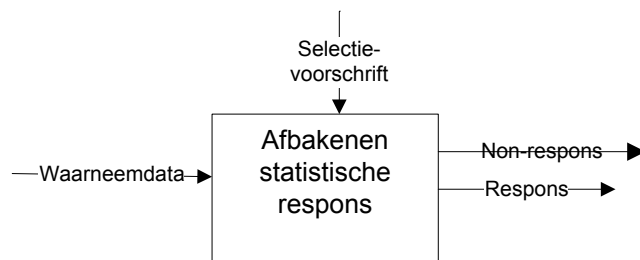 Selectie-
voorschrift
Afbakenen
statistische
respons
Waarneemdata
Non-respons
Respons